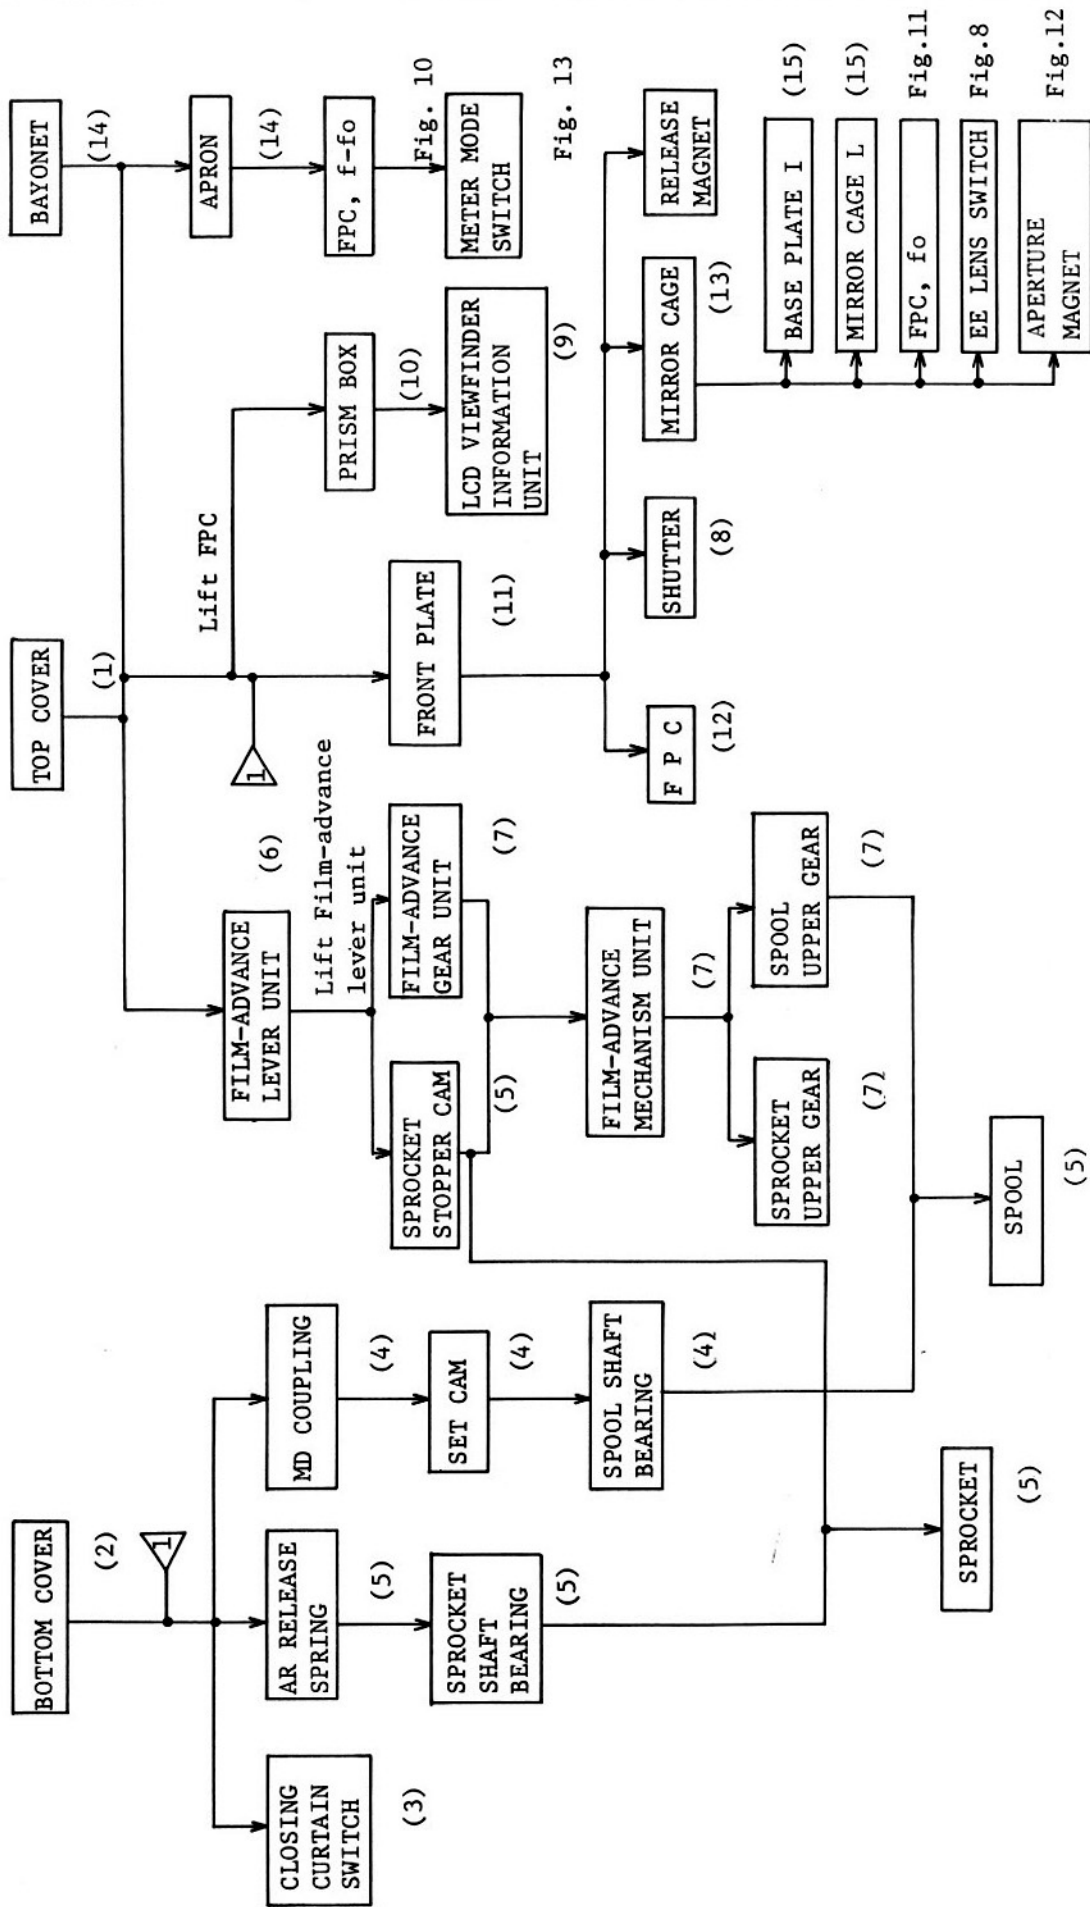 BOTTOM COVER
(2)
1
CLOSING
CURTAIN
SWITCH
(3)
AR RELEASE
SPRING
(5)
SPROCKET
SHAFT
BEARING
(5)
MD COUPLING
(4)
SET CAM
(4)
SPOOL SHAFT
BEARING
(4)
SPROCKET
(5)
SPOOL
(5)
TOP COVER
(1)
FILM-ADVANCE
LEVER UNIT
(6)
Lift Film-advance
lever unit
SPROCKET
STOPPER CAM
(5)
FILM-ADVANCE
GEAR UNIT
(7)
FILM-ADVANCE
MECHANISM UNIT
(7)
SPROCKET
UPPER GEAR
(7)
SPOOL
UPPER GEAR
(7)
1
Lift FPC
FRONT PLATE
(11)
PRISM BOX
(10)
LCD VIEWFINDER
INFORMATION
UNIT
(9)
BAYONET
(14)
APRON
(14)
FPC, f-fo
Fig. 10
METER MODE
SWITCH
Fig. 13
F P C
(12)
SHUTTER
(8)
MIRROR CAGE
(13)
RELEASE
MAGNET
BASE PLATE I
(15)
MIRROR CAGE L
(15)
FPC, fo
Fig.11
EE LENS SWITCH
Fig.8
APERTURE
MAGNET
Fig.12